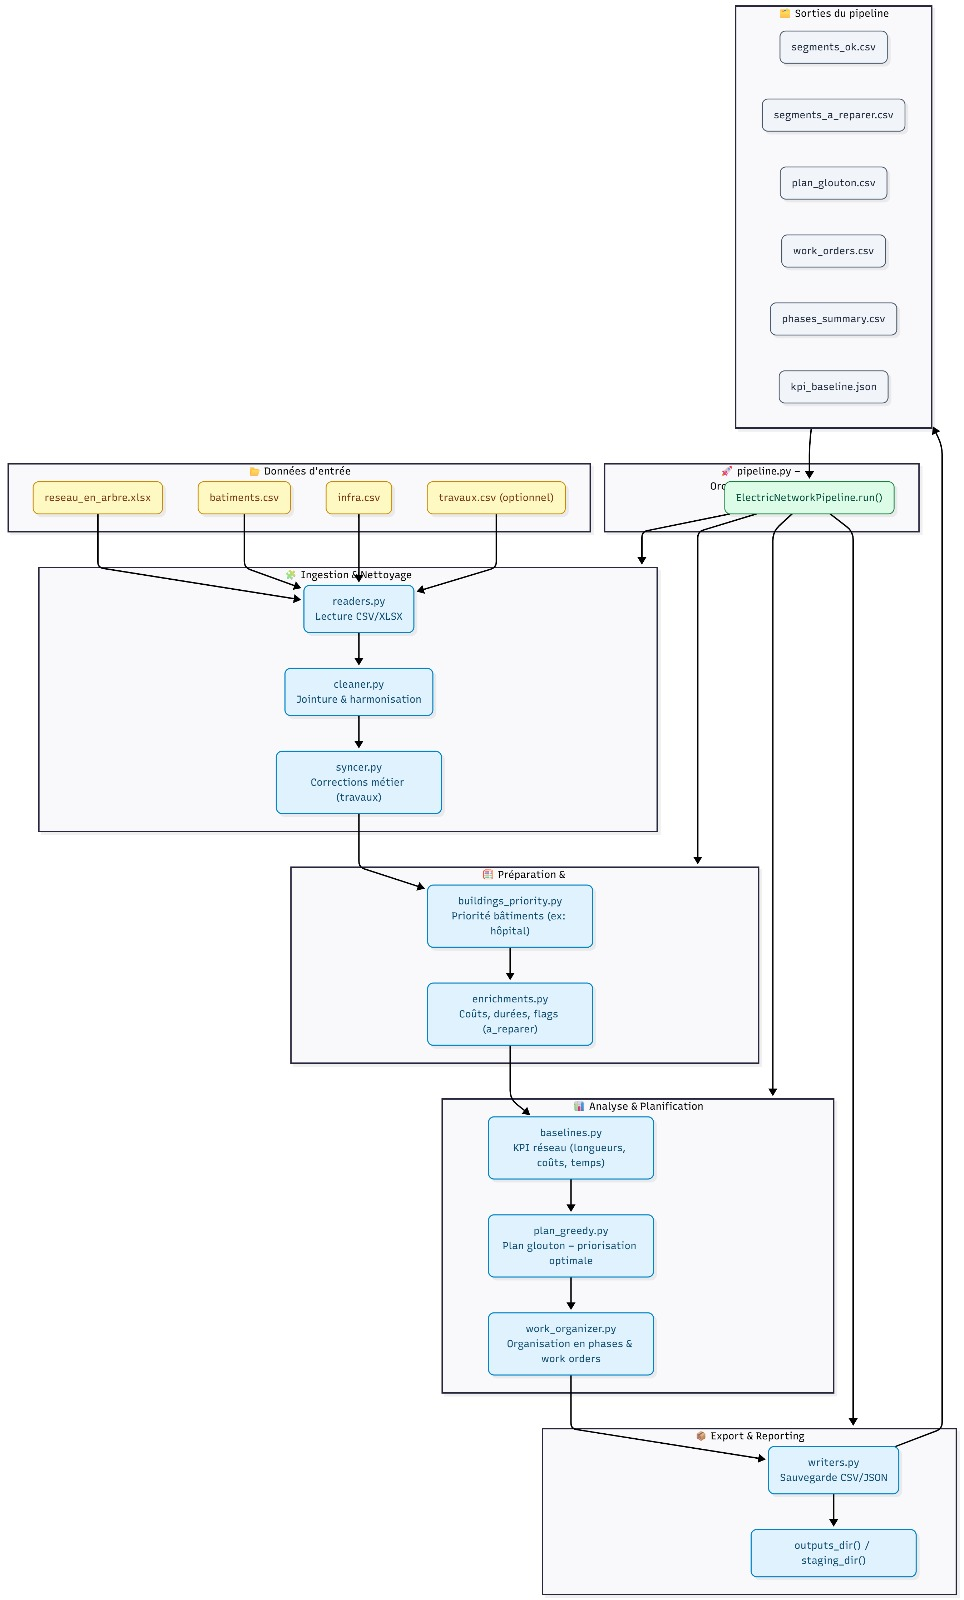 Sorties du pipeline
segments_ok.csv
segments_a_reparer.csv
plan_glouton.csv
work_orders.csv
phases_summary.csv
kpi_baseline.json
Données d'entrée
reseau_en_arbre.xlsx
batiments.csv
infra.csv
travaux.csv (optionnel)
pipeline.py –
ElectricNetworkPipeline.run()
Ingestion & Nettoyage
readers.py
Lecture CSV/XLSX
cleaner.py
Jointure & harmonisation
syncer.py
Corrections métier
(travaux)
Préparation &
buildings_priority.py
Priorité bâtiments (ex:
hôpital)
enrichments.py
Coûts, durées, flags
(a_reparer)
Analyse & Planification
baselines.py
KPI réseau (longueurs,
coûts, temps)
plan_greedy.py
Plan glouton – priorisation
optimale
work_organizer.py
Organisation en phases &
work orders
Export & Reporting
writers.py
Sauvegarde CSV/JSON
outputs_dir() /
staging_dir()